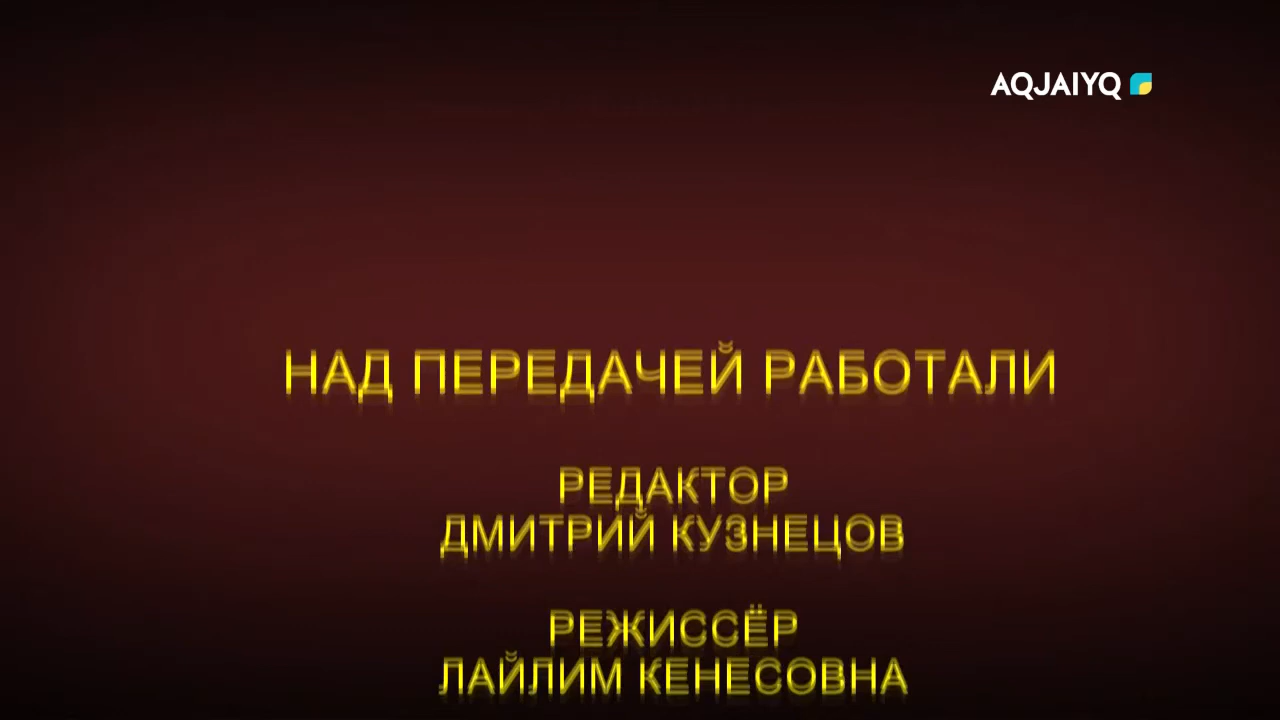 AQJAIYQ
НАД ПЕРЕДАЧЕЙ РАБОТАЛИ
РЕДАКТОР
ДМИТРИЙ КУЗНЕЦОВ
РЕЖИССЁР
ЛАЙЛИМ КЕНЕСОВНА